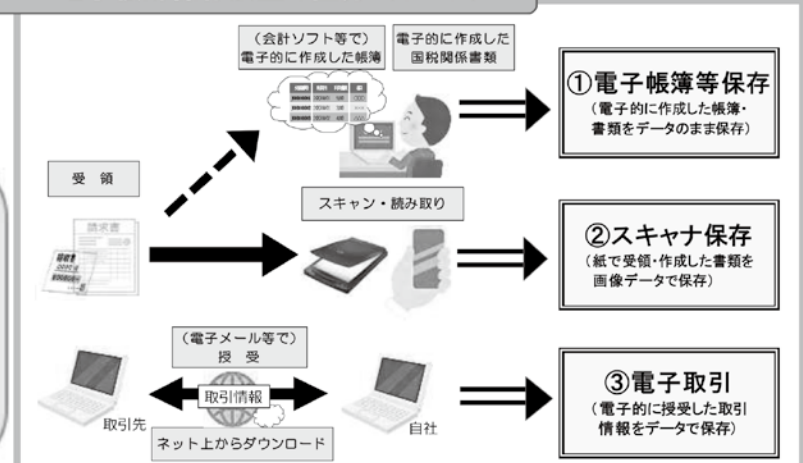 (会計ソフト等で)
電子的に作成した帳簿
電子的に作成した
国税関係書類
①電子帳簿等保存
(電子的に作成した帳簿・
書類をデータのまま保存)
受 領
請求書
領収書
スキャン・読み取り
②スキャナ保存
(紙で受領・作成した書類を
画像データで保存)
(電子メール等で)
授 受
取引情報
取引先
自社
ネット上からダウンロード
③電子取引
(電子的に授受した取引
情報をデータで保存)